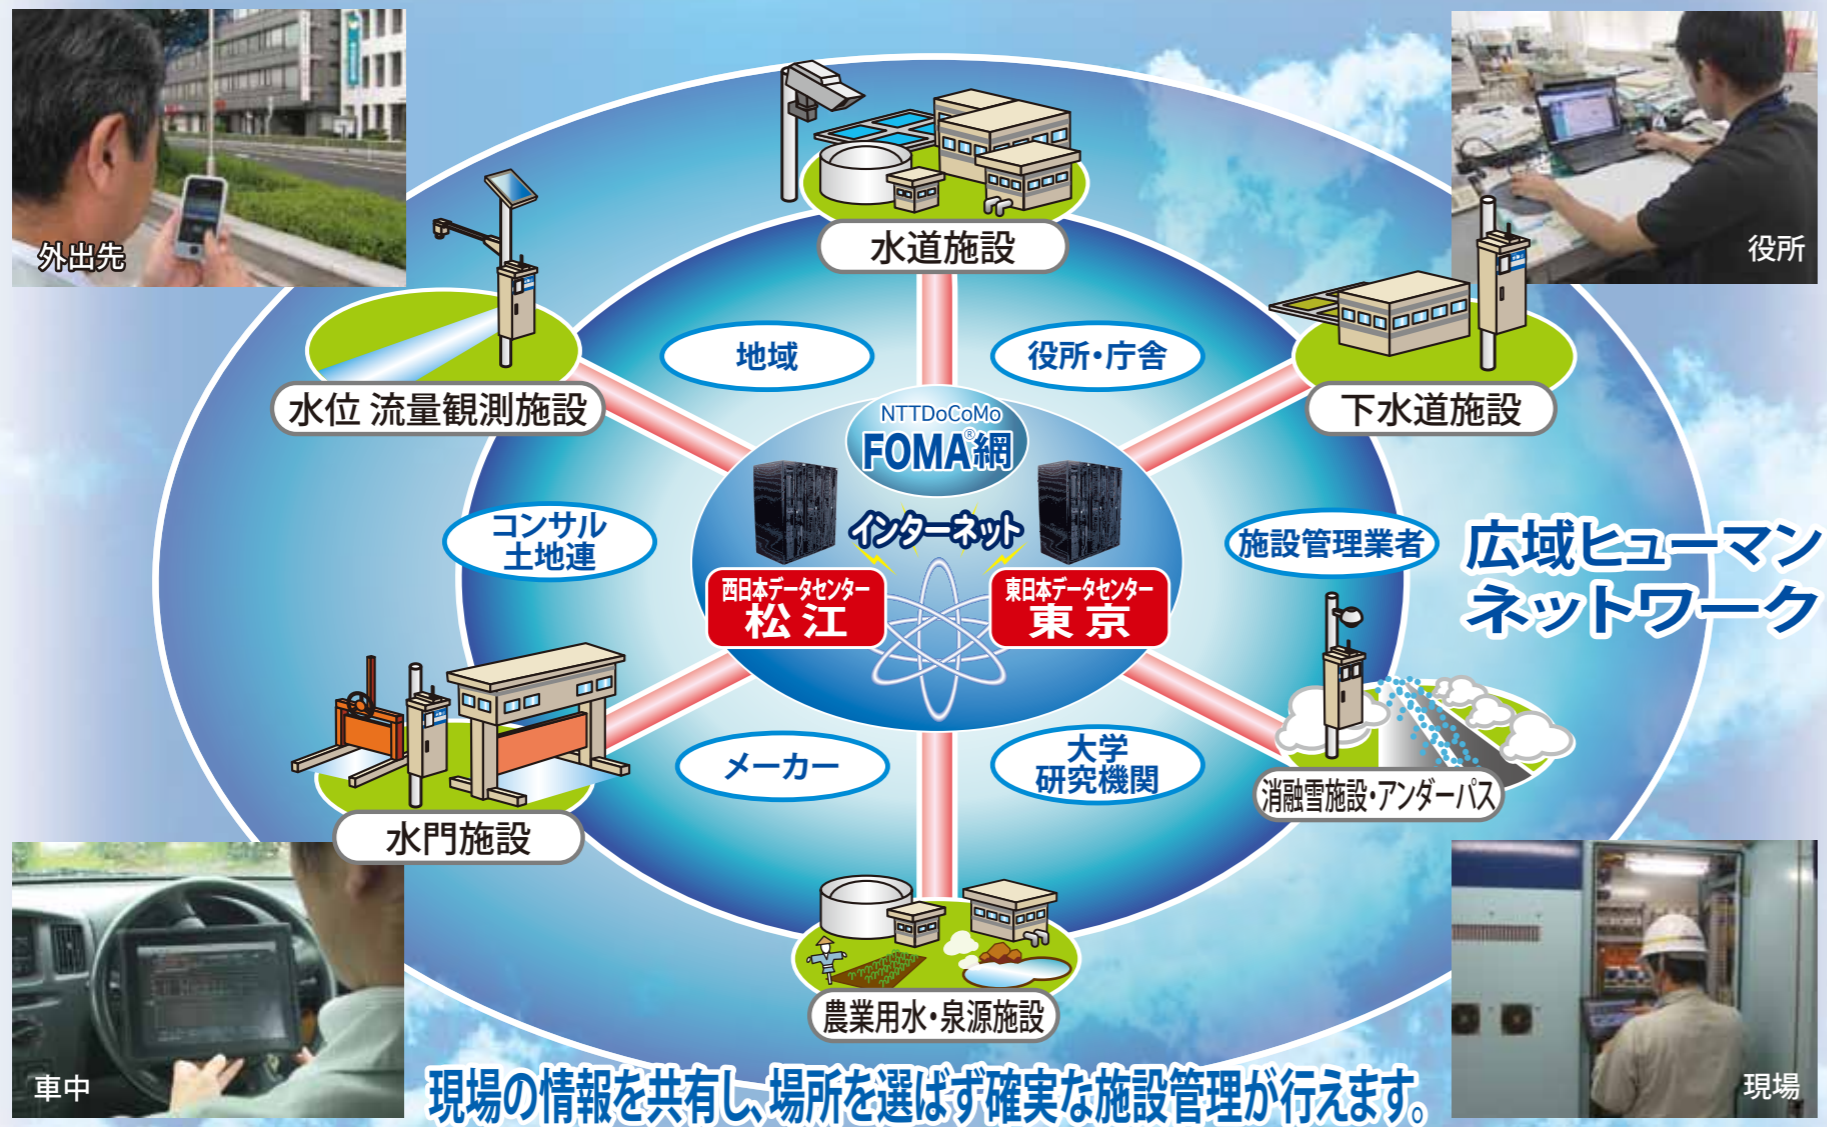 外出先
役所
水道施設
水位 流量観測施設
下水道施設
地域
役所・庁舎
NTTDoCoMo
FOMA®網
インターネット
コンサル
土地連
施設管理業者
広域ヒューマン
ネットワーク
西日本データセンター
松江
東日本データセンター
東京
メーカー
大学
研究機関
消融雪施設・アンダーパス
水門施設
農業用水・泉源施設
車中
現場
現場の情報を共有し、場所を選ばず確実な施設管理が行えます。